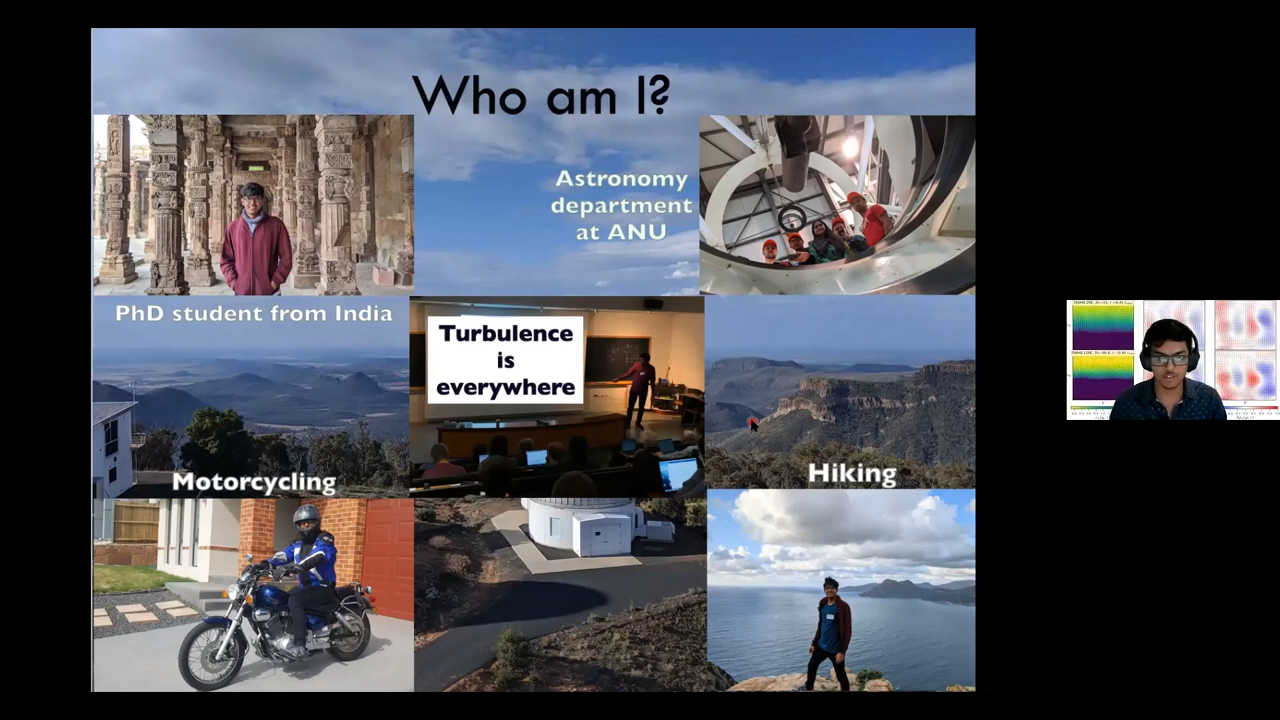 Who am I?
Astronomy
department
at ANU
PhD student from India
Turbulence
is
everywhere
Motorcycling
Hiking